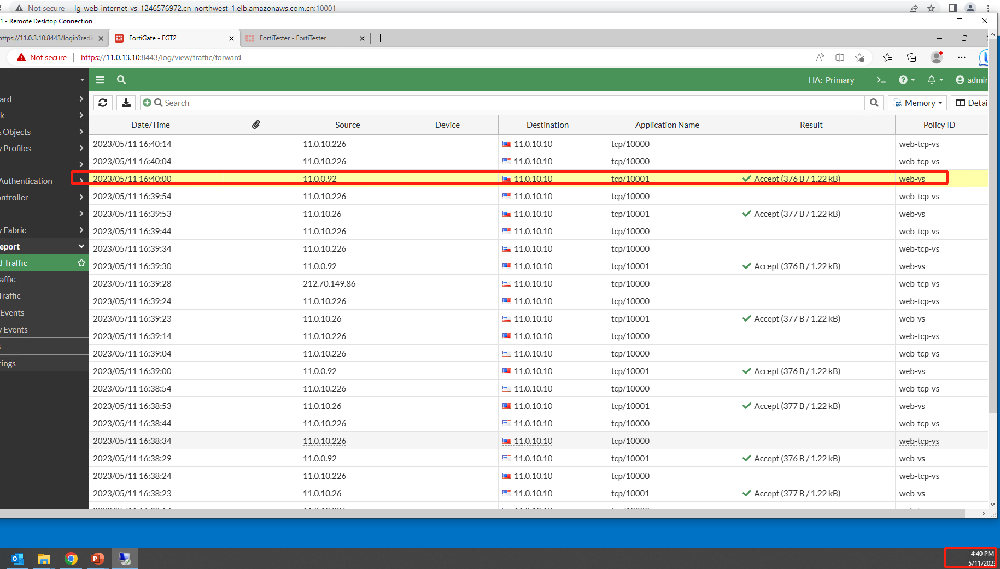 Not secure lg-web-internet-vs-1246576972.cn-northwest-1.elb.amazonaws.com.cn:10001
1 - Remote Desktop Connection
https://11.0.3.10:8443/login?redi FortiGate - FGT2 FortiTester - FortiTester
Not secure https://11.0.13.10:8443/log/view/traffic/forward
HA: Primary admin
Search Memory Detai
Date/Time Source Device Destination Application Name Result Policy ID
2023/05/11 16:40:14 11.0.10.226 11.0.10.10 tcp/10000 web-tcp-vs
2023/05/11 16:40:04 11.0.10.226 11.0.10.10 tcp/10000 web-tcp-vs
2023/05/11 16:40:00 11.0.0.92 11.0.10.10 tcp/10001 Accept (376 B / 1.22 kB) web-vs
2023/05/11 16:39:54 11.0.10.226 11.0.10.10 tcp/10000 web-tcp-vs
2023/05/11 16:39:53 11.0.10.26 11.0.10.10 tcp/10001 Accept (377 B / 1.22 kB) web-vs
2023/05/11 16:39:44 11.0.10.226 11.0.10.10 tcp/10000 web-tcp-vs
2023/05/11 16:39:34 11.0.10.226 11.0.10.10 tcp/10000 web-tcp-vs
2023/05/11 16:39:30 11.0.0.92 11.0.10.10 tcp/10001 Accept (376 B / 1.22 kB) web-vs
2023/05/11 16:39:28 212.70.149.86 11.0.10.10 tcp/10000 web-tcp-vs
2023/05/11 16:39:24 11.0.10.226 11.0.10.10 tcp/10000 web-tcp-vs
2023/05/11 16:39:23 11.0.10.26 11.0.10.10 tcp/10001 Accept (377 B / 1.22 kB) web-vs
2023/05/11 16:39:14 11.0.10.226 11.0.10.10 tcp/10000 web-tcp-vs
2023/05/11 16:39:04 11.0.10.226 11.0.10.10 tcp/10000 web-tcp-vs
2023/05/11 16:39:00 11.0.0.92 11.0.10.10 tcp/10001 Accept (376 B / 1.22 kB) web-vs
2023/05/11 16:38:54 11.0.10.226 11.0.10.10 tcp/10000 web-tcp-vs
2023/05/11 16:38:53 11.0.10.26 11.0.10.10 tcp/10001 Accept (377 B / 1.22 kB) web-vs
2023/05/11 16:38:44 11.0.10.226 11.0.10.10 tcp/10000 web-tcp-vs
2023/05/11 16:38:34 11.0.10.226 11.0.10.10 tcp/10000 web-tcp-vs
2023/05/11 16:38:29 11.0.0.92 11.0.10.10 tcp/10001 Accept (376 B / 1.22 kB) web-vs
2023/05/11 16:38:24 11.0.10.226 11.0.10.10 tcp/10000 web-tcp-vs
2023/05/11 16:38:23 11.0.10.26 11.0.10.10 tcp/10001 Accept (377 B / 1.22 kB) web-vs
ard
k
& Objects
y Profiles
Authentication
ontroller
y Fabric
eport
d Traffic
affic
Traffic
Events
y Events
s
tings
4:40 PM
5/11/2023